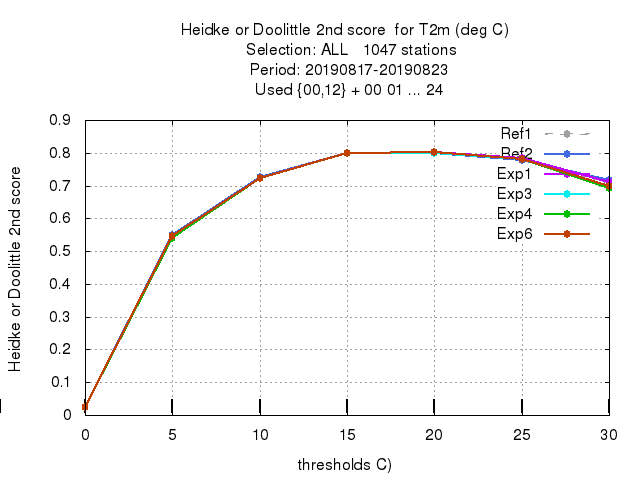 Heidke or Doolittle 2nd score  for T2m (deg C)
Selection: ALL   1047 stations
Period: 20190817-20190823
Used {00,12} + 00 01 ... 24
Heidke or Doolittle 2nd score
0.9
0.8
0.7
0.6
0.5
0.4
0.3
0.2
0.1
0
Ref1
Ref2
Exp1
Exp3
Exp4
Exp6
0 5 10 15 20 25 30
thresholds C)